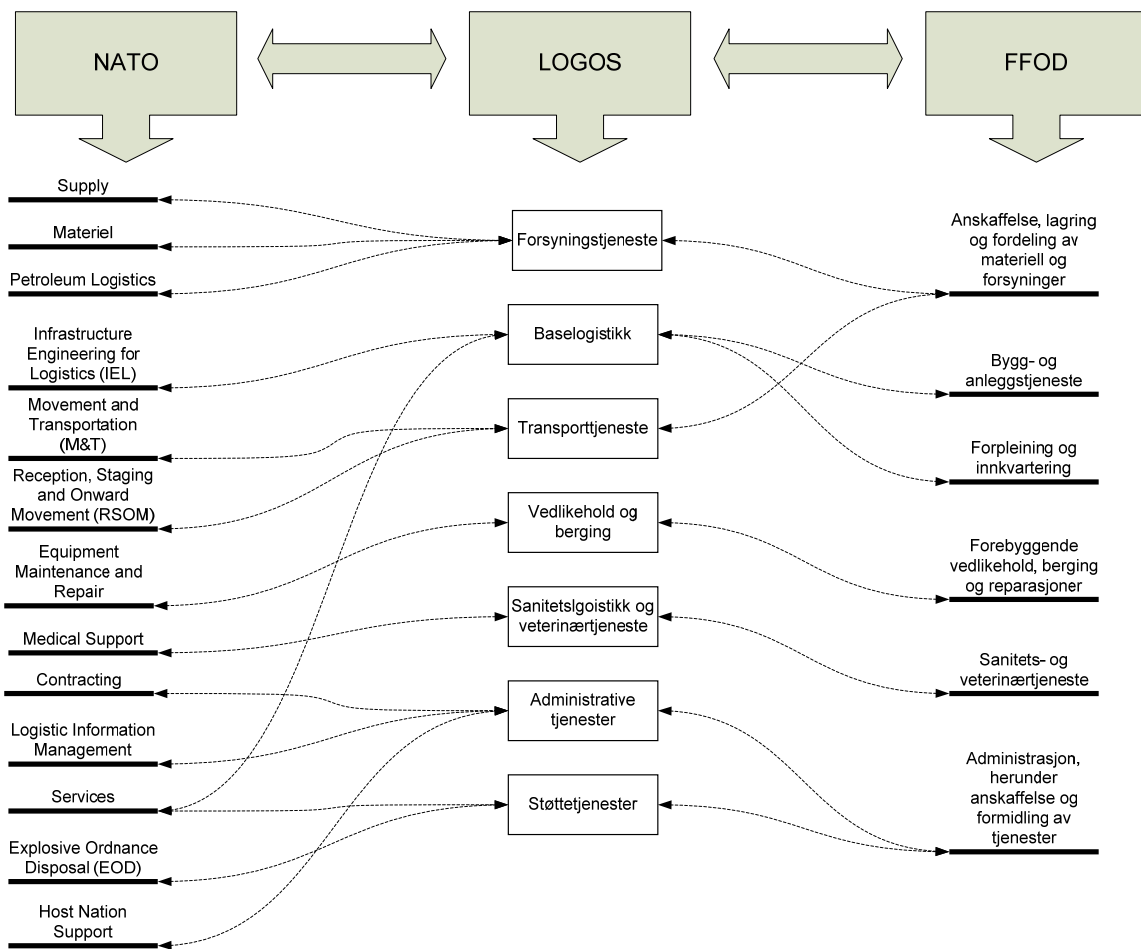 NATO
LOGOS
FFOD
Supply
Materiel
Petroleum Logistics
Infrastructure
Engineering for
Logistics (IEL)
Movement and
Transportation
(M&T)
Reception, Staging
and Onward
Movement (RSOM)
Equipment
Maintenance and
Repair
Medical Support
Contracting
Logistic Information
Management
Services
Explosive Ordnance
Disposal (EOD)
Host Nation
Support
Forsyningstjeneste
Baselogistikk
Transporttjeneste
Vedlikehold og
berging
Sanitetslgoistikk og
veterinærtjeneste
Administrative
tjenester
Støttetjenester
Anskaffelse, lagring
og fordeling av
materiell og
forsyninger
Bygg- og
anleggstjeneste
Forpleining og
innkvartering
Forebyggende
vedlikehold, berging
og reparasjoner
Sanitets- og
veterinærtjeneste
Administrasjon,
herunder
anskaffelse og
formidling av
tjenester